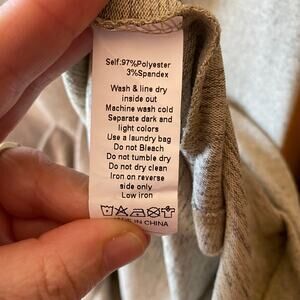 Self:97%Polyester
3%Spandex
Wash & line dry
inside out
Machine wash cold
Separate dark and
light colors
Use a laundry bag
Do not Bleach
Do not tumble dry
Do not dry clean
Iron on reverse
side only
Low iron
IN CHINA